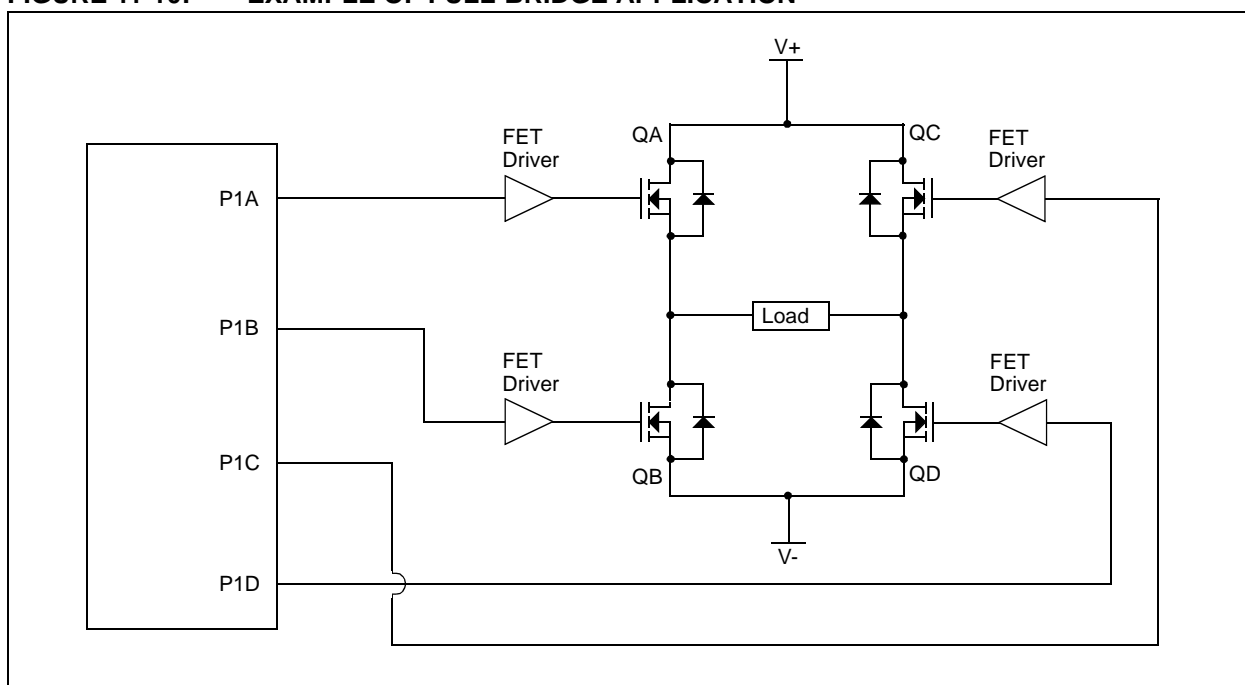 FIGURE 11-10: EXAMPLE OF FULL-BRIDGE APPLICATION
V+
FET
Driver
QA
QC
FET
Driver
P1A
P1B
Load
FET
Driver
FET
Driver
P1C
QB
QD
V-
P1D